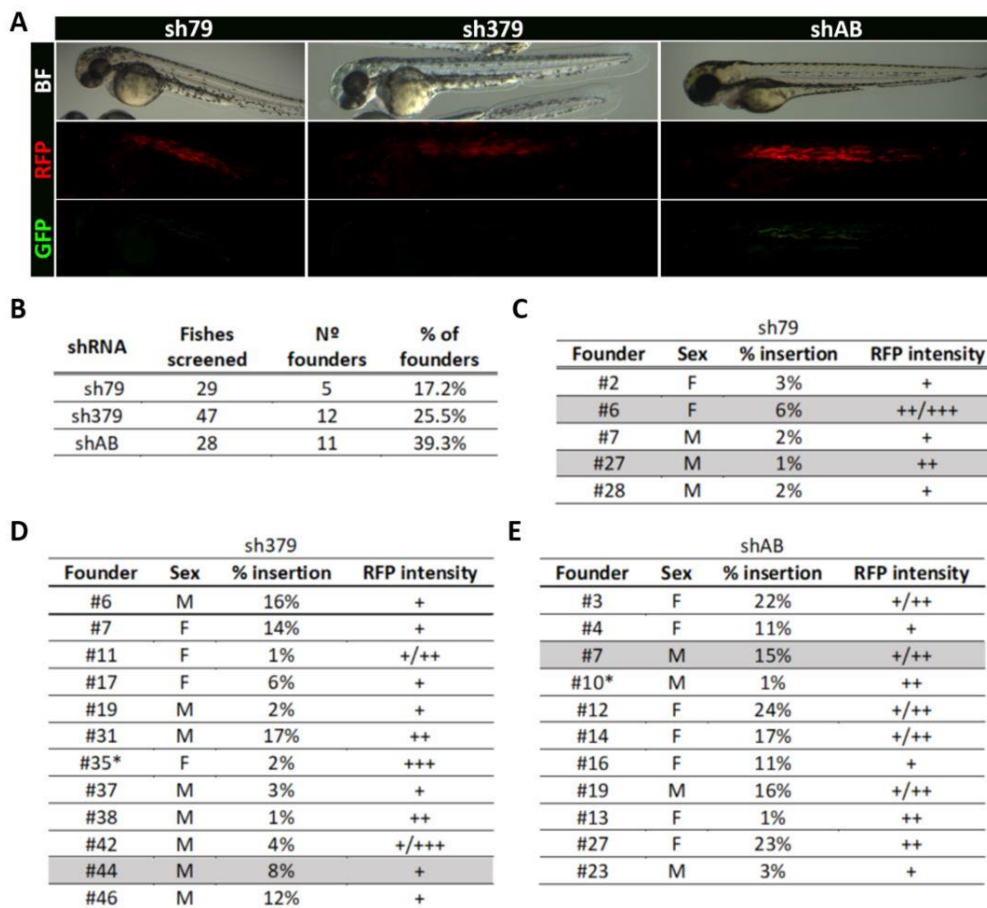 A
sh79 sh379 shAB
BF
RFP
GFP
B
shRNA Fishes screened Nº founders % of founders
sh79 29 5 17.2%
sh379 47 12 25.5%
shAB 28 11 39.3%
C
sh79
Founder Sex % insertion RFP intensity
#2 F 3% +
#6 F 6% ++/+++
#7 M 2% +
#27 M 1% ++
#28 M 2% +
D
sh379
Founder Sex % insertion RFP intensity
#6 M 16% +
#7 F 14% +
#11 F 1% +/++
#17 F 6% +
#19 M 2% +
#31 M 17% ++
#35* F 2% +++
#37 M 3% +
#38 M 1% ++
#42 M 4% +/+++
#44 M 8% +
#46 M 12% +
E
shAB
Founder Sex % insertion RFP intensity
#3 F 22% +/++
#4 F 11% +
#7 M 15% +/++
#10* M 1% ++
#12 F 24% +/++
#14 F 17% +/++
#16 F 11% +
#19 M 16% +/++
#13 F 1% ++
#27 F 23% ++
#23 M 3% +